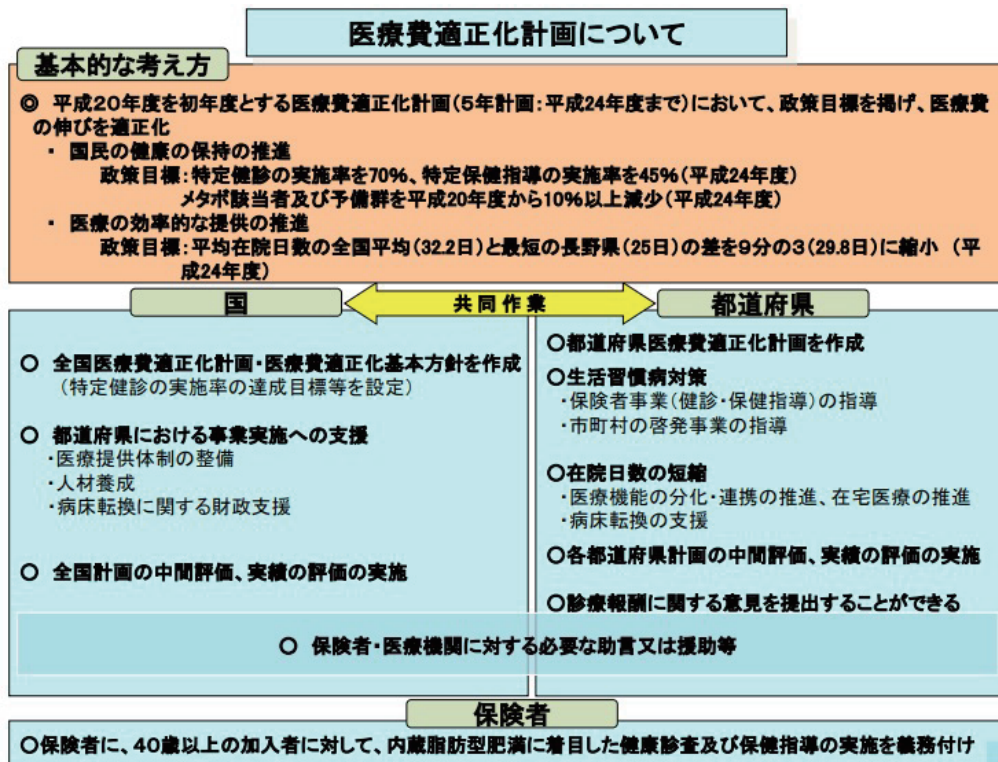 医療費適正化計画について
基本的な考え方
◎ 平成20年度を初年度とする医療費適正化計画(5年計画:平成24年度まで)において、政策目標を掲げ、医療費
の伸びを適正化
・ 国民の健康の保持の推進
政策目標:特定健診の実施率を70%、特定保健指導の実施率を45%(平成24年度)
メタボ該当者及び予備群を平成20年度から10%以上減少(平成24年度)
・ 医療の効率的な提供の推進
政策目標:平均在院日数の全国平均(32.2日)と最短の長野県(25日)の差を9分の3(29.8日)に縮小 (平
成24年度)
国
共同作業
都道府県
○ 全国医療費適正化計画・医療費適正化基本方針を作成
(特定健診の実施率の達成目標等を設定)
○ 都道府県における事業実施への支援
・医療提供体制の整備
・人材養成
・病床転換に関する財政支援
○ 全国計画の中間評価、実績の評価の実施
○都道府県医療費適正化計画を作成
○生活習慣病対策
・保険者事業(健診・保健指導)の指導
・市町村の啓発事業の指導
○在院日数の短縮
・医療機能の分化・連携の推進、在宅医療の推進
・病床転換の支援
○各都道府県計画の中間評価、実績の評価の実施
○診療報酬に関する意見を提出することができる
○ 保険者・医療機関に対する必要な助言又は援助等
保険者
○保険者に、40歳以上の加入者に対して、内蔵脂肪型肥満に着目した健康診査及び保健指導の実施を義務付け